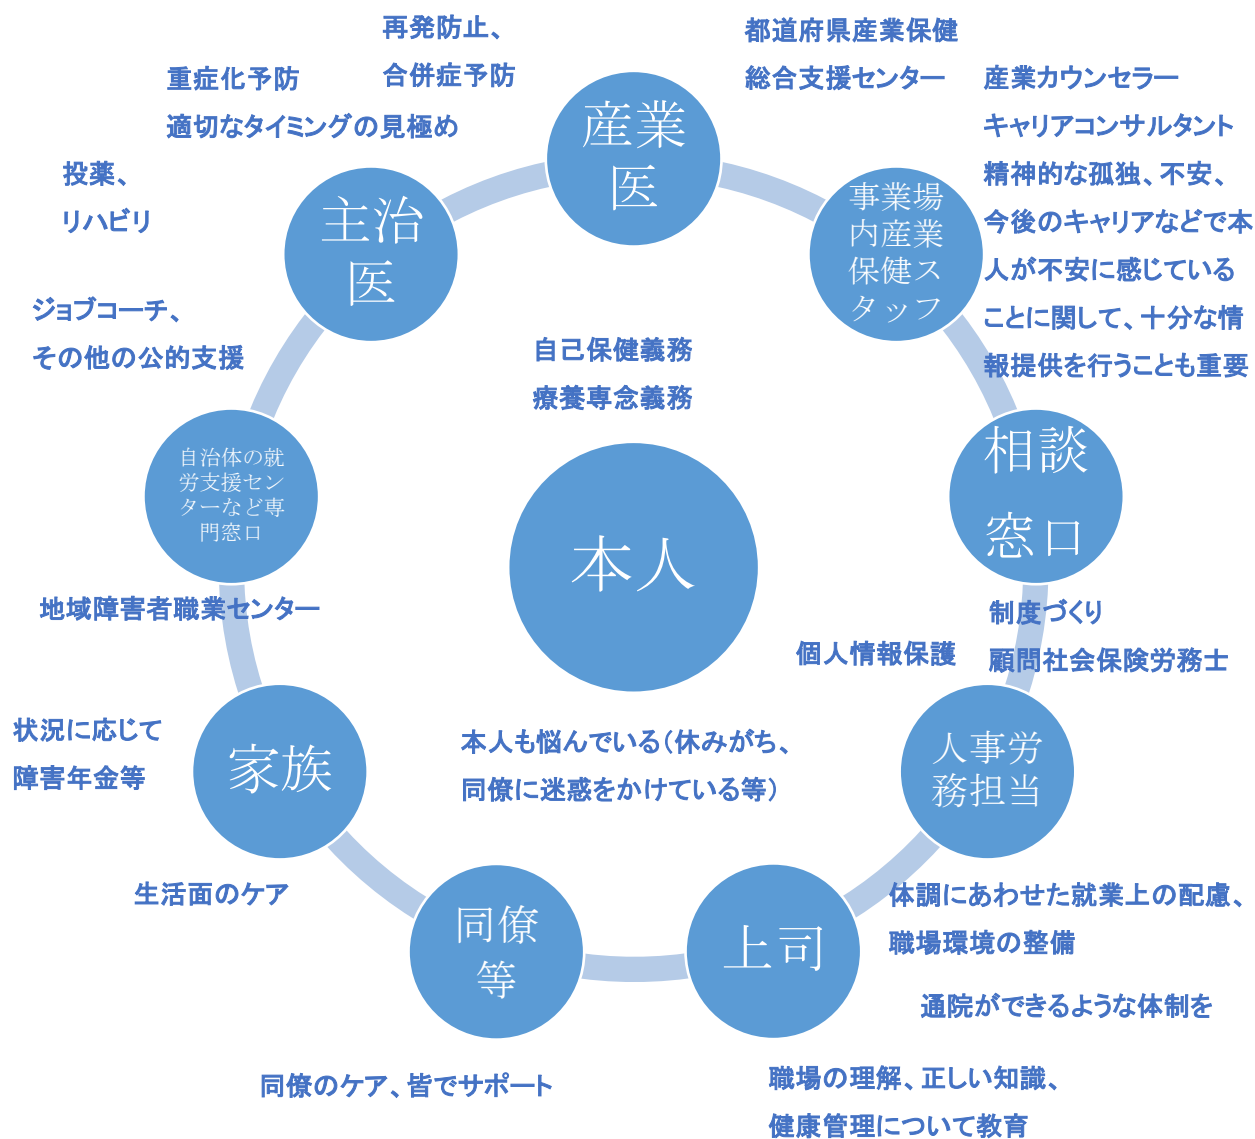 再発防止、
合併症予防
都道府県産業保健
総合支援センター
重症化予防
適切なタイミングの見極め
産業
医
産業カウンセラー
キャリアコンサルタント
精神的な孤独、不安、
今後のキャリアなどで本
人が不安に感じている
ことに関して、十分な情
報提供を行うことも重要
投薬、
リハビリ
主治
医
事業場
内産業
保健ス
タッフ
ジョブコーチ、
その他の公的支援
自己保健義務
療養専念義務
自治体の就
労支援セン
ターなど専
門窓口
本人
相談
窓口
地域障害者職業センター
制度づくり
顧問社会保険労務士
個人情報保護
状況に応じて
障害年金等
家族
本人も悩んでいる（休みがち、
同僚に迷惑をかけている等）
人事労
務担当
生活面のケア
同僚
等
上司
体調にあわせた就業上の配慮、
職場環境の整備
通院ができるような体制を
同僚のケア、皆でサポート
職場の理解、正しい知識、
健康管理について教育